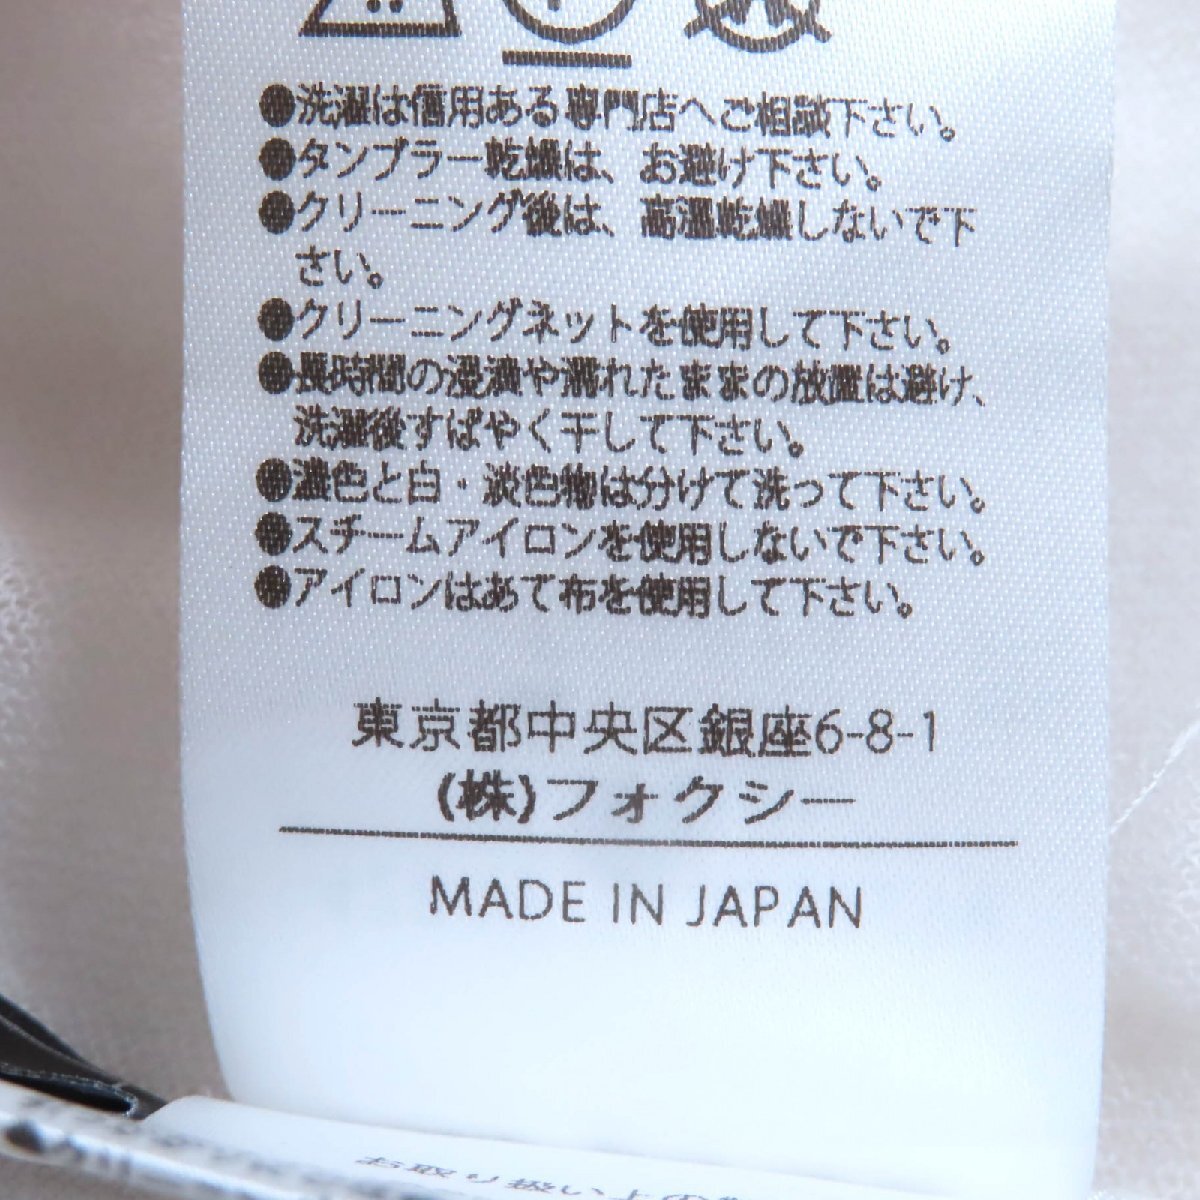 ●洗濯は信用ある専門店へご相談下さい。
●タンブラー乾燥は、お避け下さい。
●クリーニング後は、高温乾燥しないで下
さい。
●クリーニングネットを使用して下さい。
●長時間の浸漬や濡れたままの放置は避け、
洗濯後すばやく干して下さい。
●濃色と白・淡色物は分けて洗って下さい。
●スチームアイロンを使用しないで下さい。
●アイロンはあて布を使用して下さい。
東京都中央区銀座6-8-1
(株)フォクシー
MADE IN JAPAN